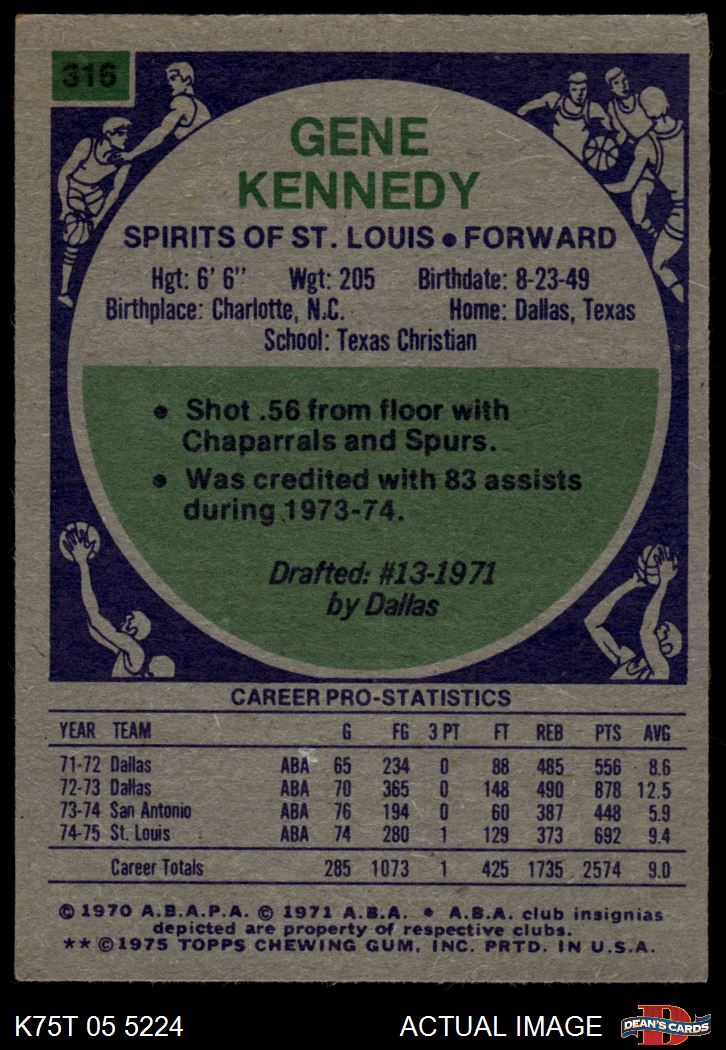 316
GENE
KENNEDY
SPIRITS OF ST. LOUIS • FORWARD
Hgt: 6' 6" Wgt: 205 Birthdate: 8-23-49
Birthplace: Charlotte, N.C. Home: Dallas, Texas
School: Texas Christian
• Shot .56 from floor with
Chaparrals and Spurs.
• Was credited with 83 assists
during 1973-74.
Drafted: #13-1971
by Dallas
CAREER PRO-STATISTICS
YEAR TEAM G FG 3 PT FT REB PTS AVG
71-72 Dallas ABA 65 234 0 88 485 556 8.6
72-73 Dallas ABA 70 365 0 148 490 878 12.5
73-74 San Antonio ABA 76 194 0 60 387 448 5.9
74-75 St. Louis ABA 74 280 1 129 373 692 9.4
Career Totals 285 1073 1 425 1735 2574 9.0
© 1970 A.B.A.P.A. © 1971 A.B.A. • A.B.A. club insignias
depicted are property of respective clubs.
** © 1975 TOPPS CHEWING GUM, INC. PRTD. IN U.S.A.
K75T 05 5224 ACTUAL IMAGE
D
DEAN'S CARDS